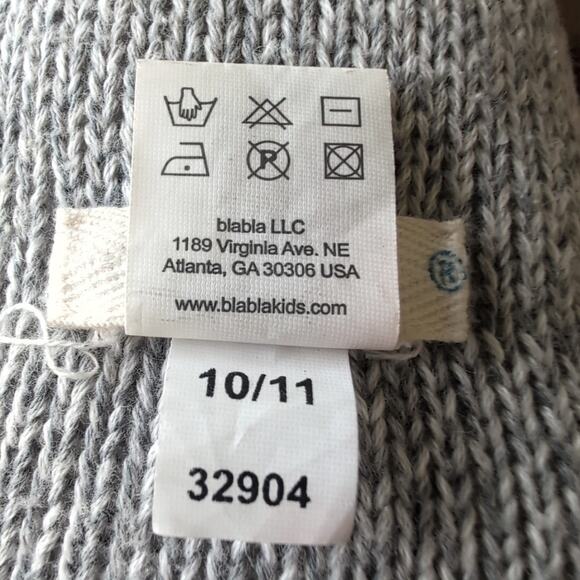 P
blabla LLC
1189 Virginia Ave. NE
Atlanta, GA 30306 USA
www.blablakids.com
®
10/11
32904